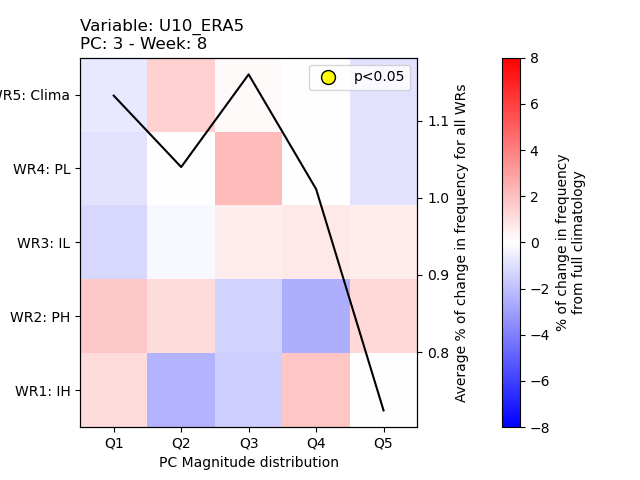 Variable: U10_ERA5
PC: 3 - Week: 8
p<0.05
WR5: Clima
WR4: PL
WR3: IL
WR2: PH
WR1: IH
Q1 Q2 Q3 Q4 Q5
PC Magnitude distribution
1.1
1.0
0.9
0.8
Average % of change in frequency for all WRs
8
6
4
2
0
−2
−4
−6
−8
% of change in frequency
from full climatology